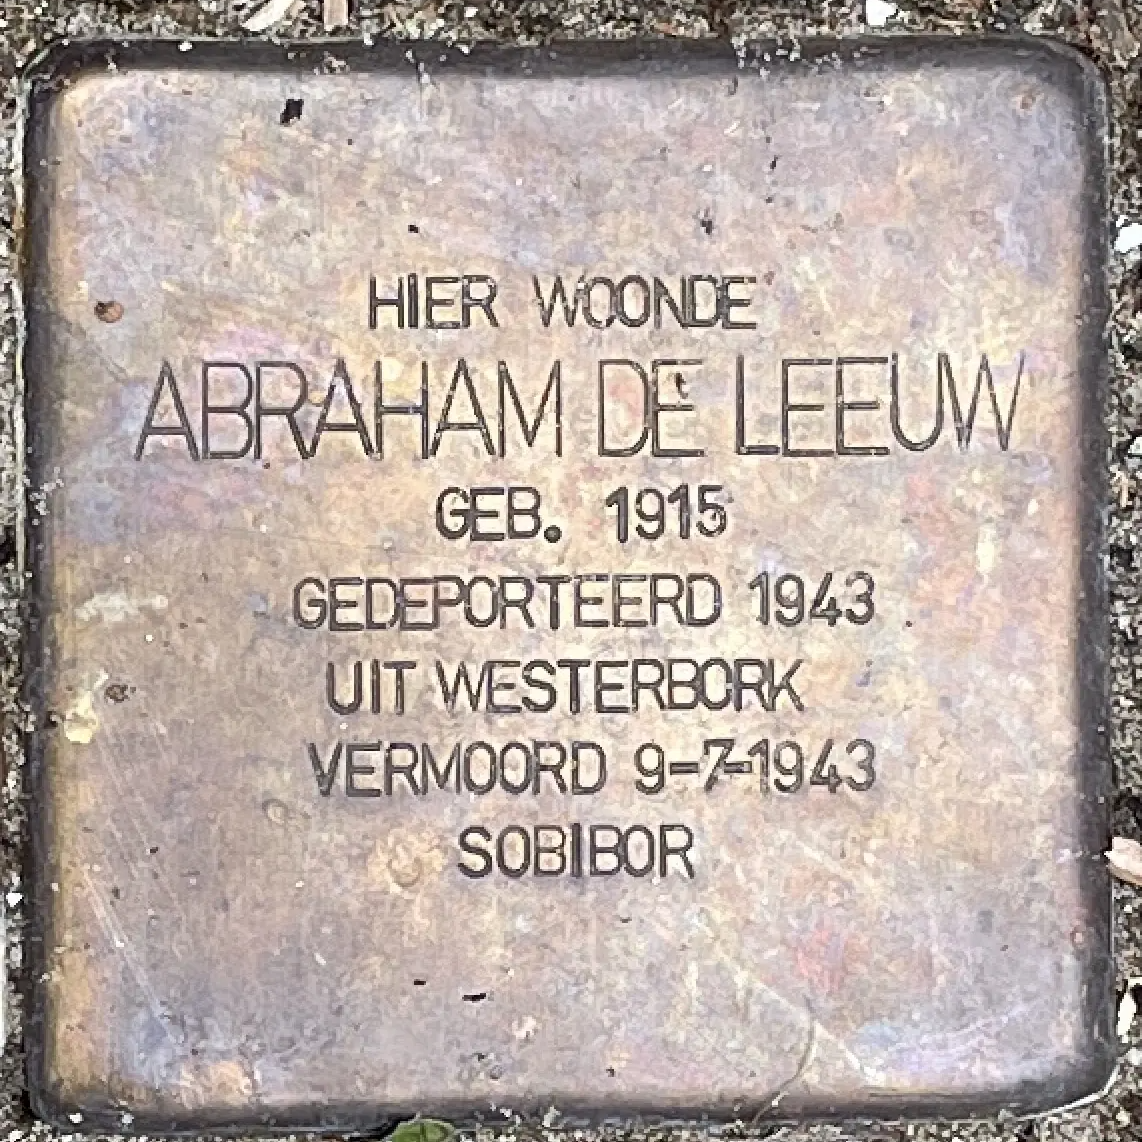 HIER WOONDE
ABRAHAM DE LEEUW
GEB. 1915
GEDEPORTEERD 1943
UIT WESTERBORK
VERMOORD 9-7-1943
SOBIBOR